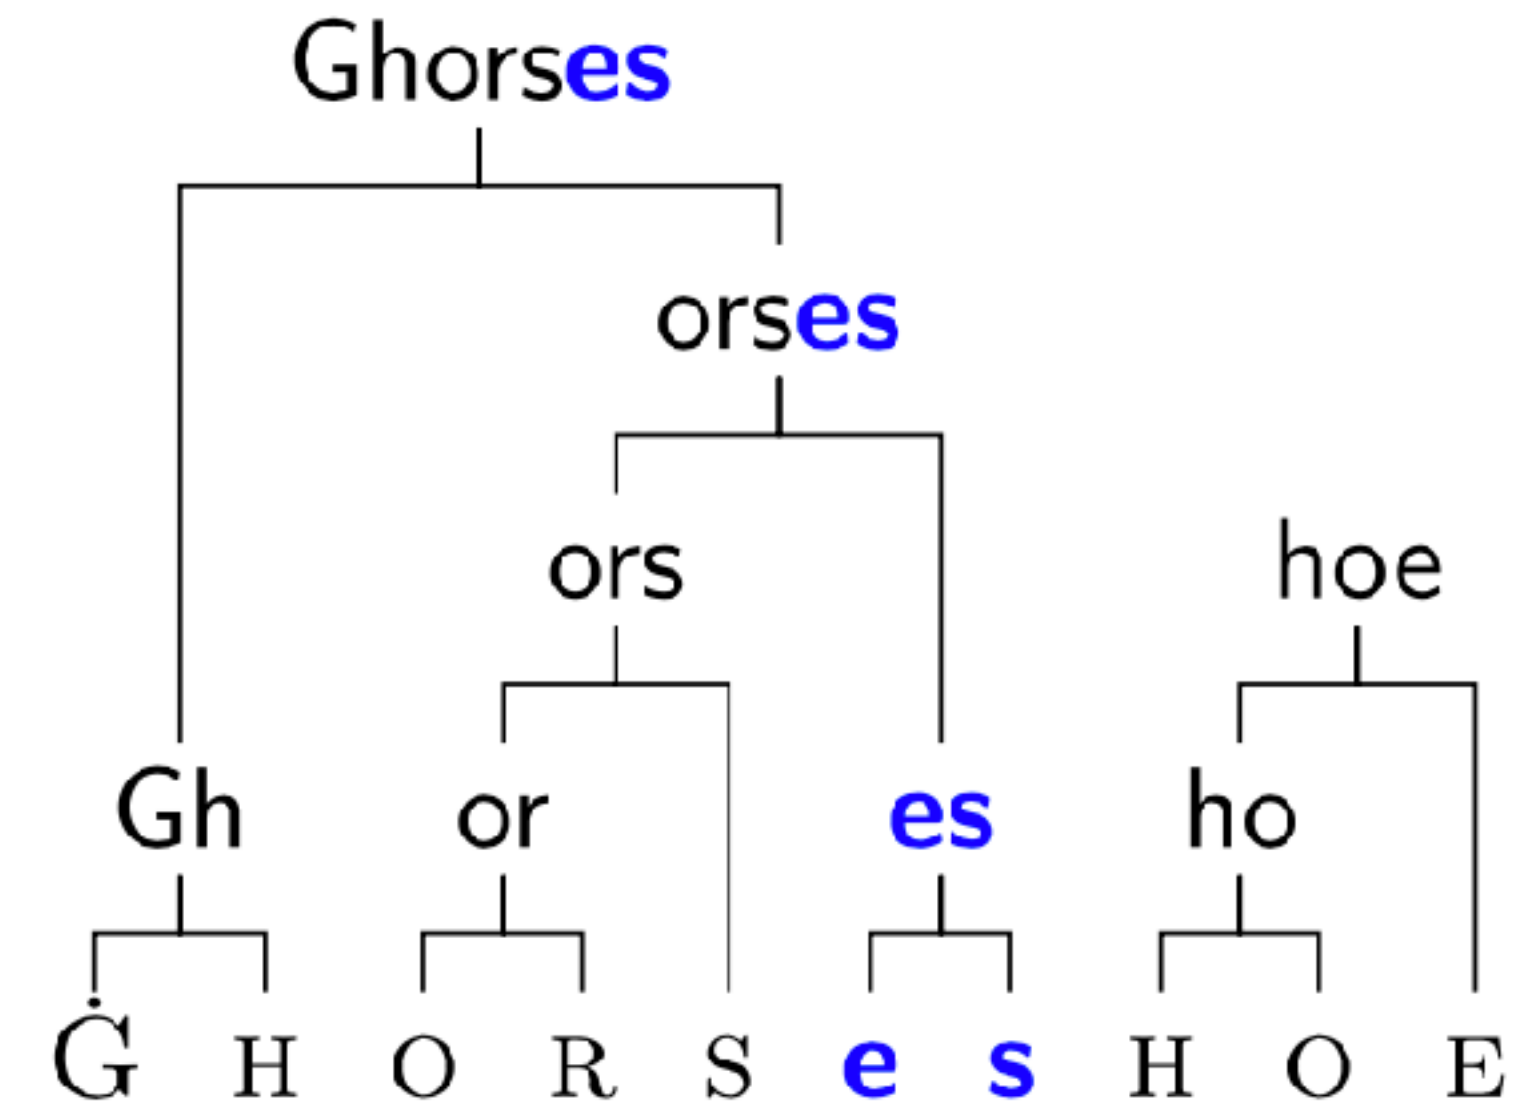 Ghorses
orses
ors hoe
Gh or es ho
Ġ H O R S e s H O E